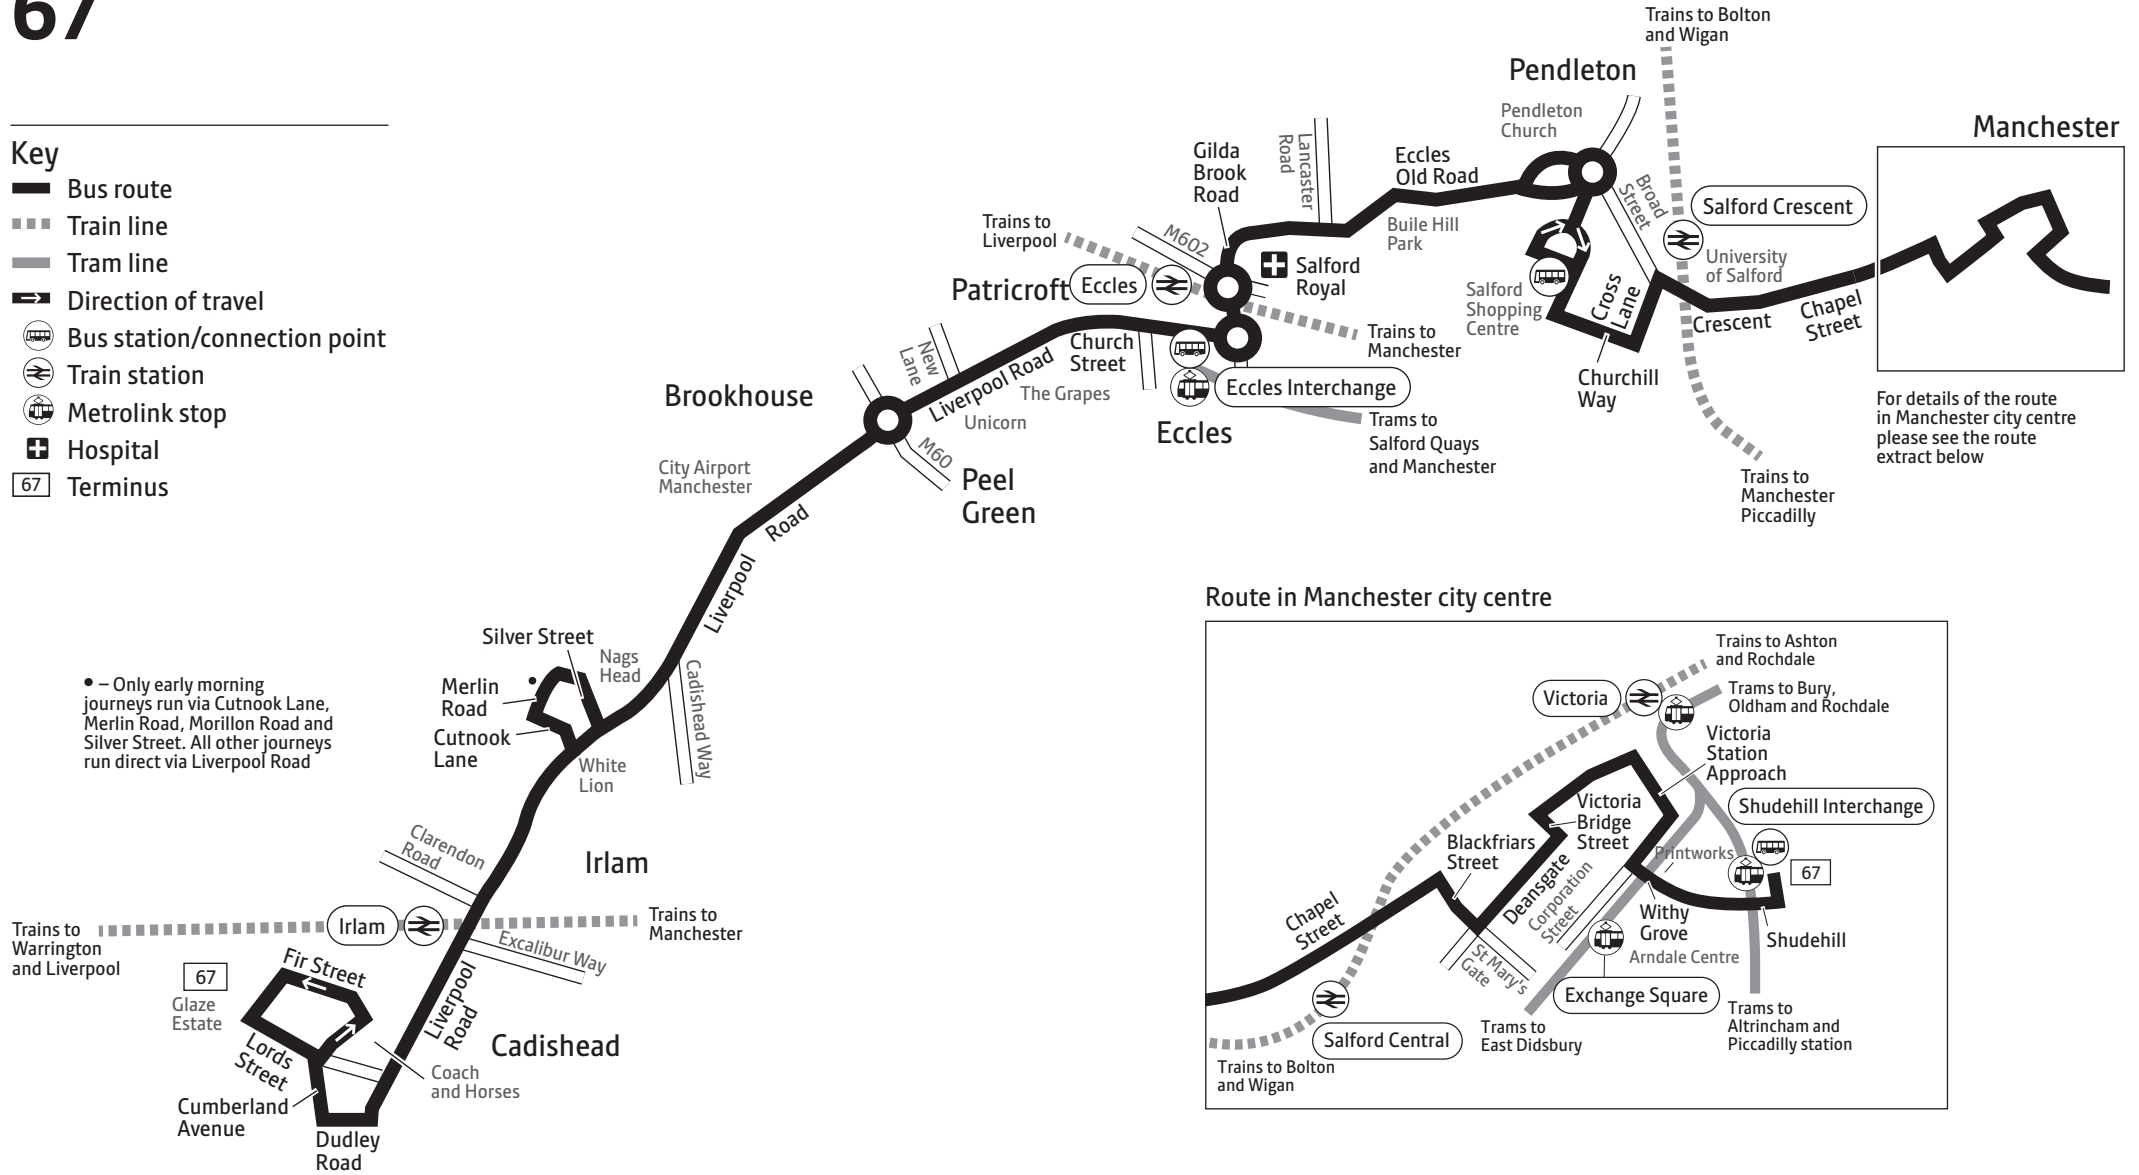 67
Key
Bus route
Train line
Tram line
Direction of travel
Bus station/connection point
Train station
Metrolink stop
Hospital
67 Terminus
Trains to Bolton
and Wigan
Pendleton
Pendleton
Church
Manchester
Gilda
Brook
Road
Lancaster
Road
Eccles
Old Road
Broad
Street
Salford Crescent
Trains to
Liverpool
M602
Buile Hill
Park
University
of Salford
Salford
Royal
Patricroft
Eccles
Salford
Shopping
Centre
Cross
Lane
Crescent
Chapel
Street
Trains to
Manchester
New
Lane
Church
Street
Liverpool Road
The Grapes
Unicorn
Eccles Interchange
Churchill
Way
Brookhouse
Eccles
Trams to
Salford Quays
and Manchester
For details of the route
in Manchester city centre
please see the route
extract below
M60
City Airport
Manchester
Peel
Green
Trains to
Manchester
Piccadilly
Road
Liverpool
Silver Street
Nags
Head
Merlin
Road
Cutnook
Lane
Cadishead Way
White
Lion
• – Only early morning
journeys run via Cutnook Lane,
Merlin Road, Morillon Road and
Silver Street. All other journeys
run direct via Liverpool Road
Clarendon
Road
Irlam
Trains to
Warrington
and Liverpool
Irlam
Trains to
Manchester
Excalibur Way
Fir Street
67
Glaze
Estate
Liverpool
Road
Cadishead
Lords
Street
Coach
and Horses
Cumberland
Avenue
Dudley
Road
Route in Manchester city centre
Trains to Ashton
and Rochdale
Victoria
Trams to Bury,
Oldham and Rochdale
Victoria
Station
Approach
Victoria
Bridge
Street
Shudehill Interchange
Blackfriars
Street
Printworks
67
Deansgate
Corporation
Street
Chapel
Street
Withy
Grove
Shudehill
St Mary's
Gate
Arndale Centre
Exchange Square
Salford Central
Trams to
East Didsbury
Trams to
Altrincham and
Piccadilly station
Trains to Bolton
and Wigan